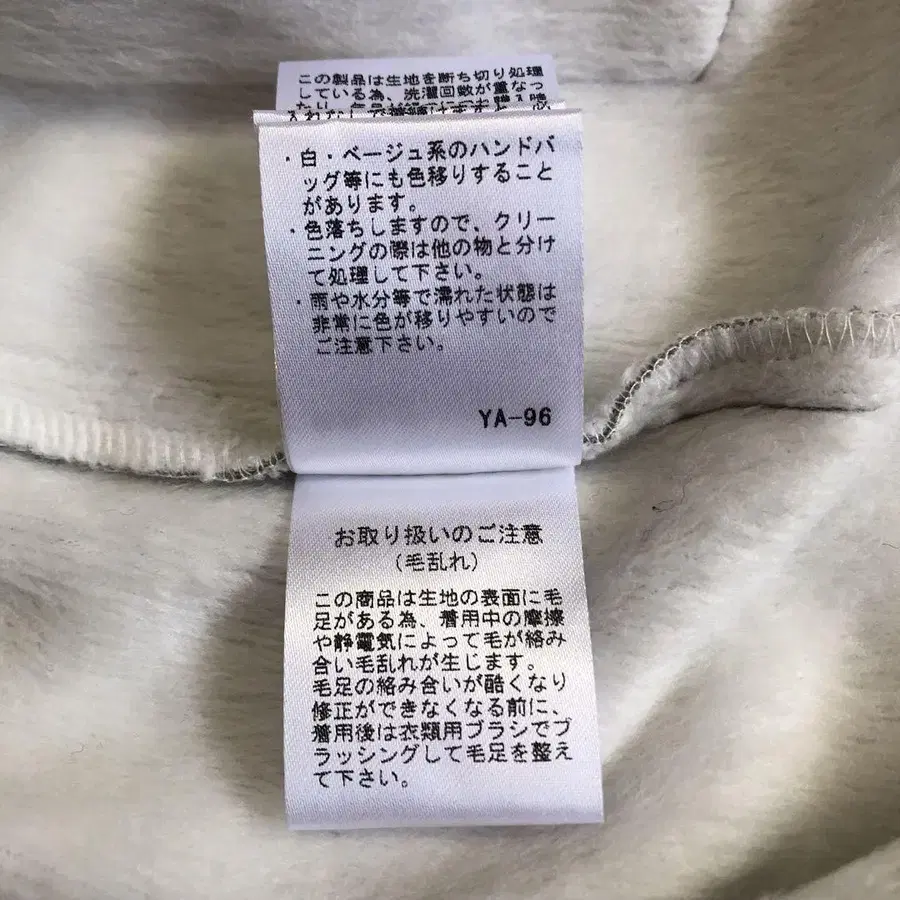 この製品は生地を断ち切り処理
している為、洗濯回数が重なっ
・白・ベージュ系のハンドバ
ッグ等にも色移りすること
があります。
・色落ちしますので、クリー
ニングの際は他の物と分け
て処理して下さい。
・雨や水分等で濡れた状態は
非常に色が移りやすいので
ご注意下さい。
YA-96
お取り扱いのご注意
(毛乱れ)
この商品は生地の表面に毛
足がある為、着用中の摩擦
や静電気によって毛が絡み
合い毛乱れが生じます。
毛足の絡み合いが酷くなり
修正ができなくなる前に、
着用後は衣類用ブラシでブ
ラッシングして毛足を整え
て下さい。